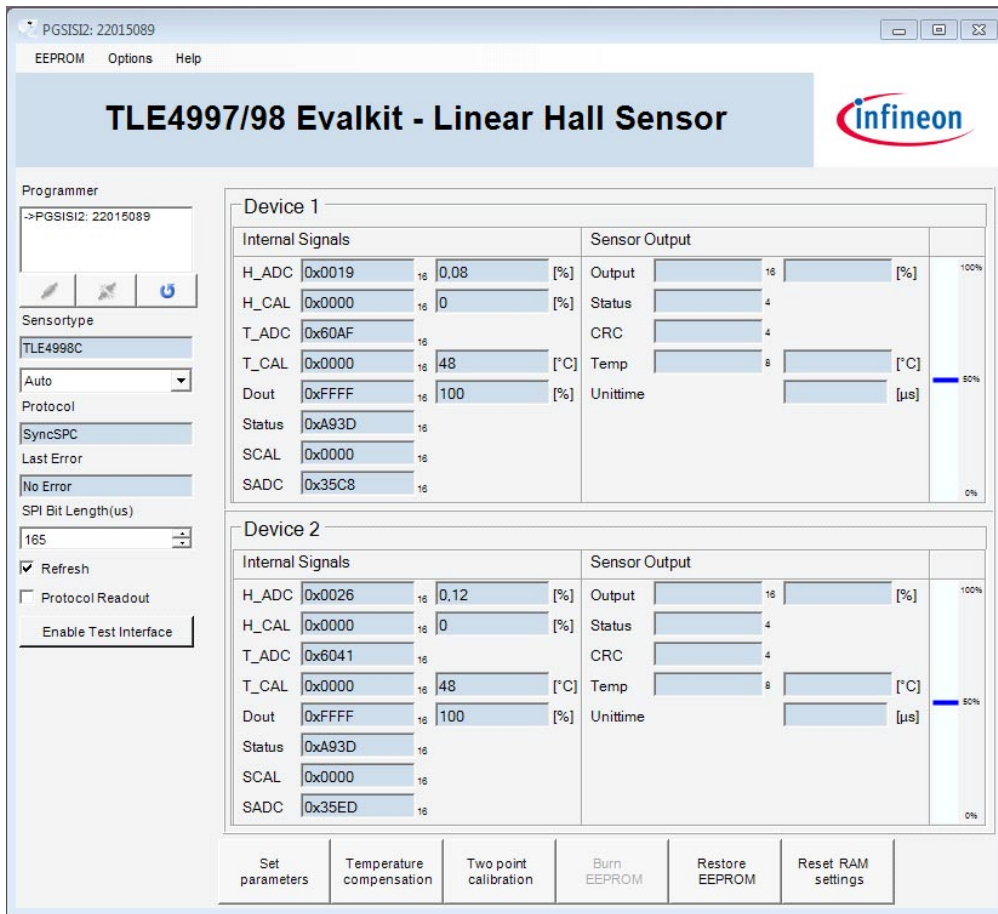 PGSISI2: 22015089
EEPROM Options Help
TLE4997/98 Evalkit - Linear Hall Sensor
infineon
Programmer
->PGSISI2: 22015089
Sensortype
TLE4998C
Auto
Protocol
SyncSPC
Last Error
No Error
SPI Bit Length(us)
165
Refresh
Protocol Readout
Enable Test Interface
Device 1
Internal Signals Sensor Output
H_ADC 0x0019 16 0,08 [%] Output 16 [%] 100%
H_CAL 0x0000 16 0 [%] Status 4
T_ADC 0x60AF 16 CRC 4
T_CAL 0x0000 16 48 [°C] Temp 8 [°C]
50%
Dout 0xFFFF 16 100 [%] Unittime [µs]
Status 0xA93D 16
SCAL 0x0000 16
SADC 0x35C8 16 0%
Device 2
Internal Signals Sensor Output
H_ADC 0x0026 16 0,12 [%] Output 16 [%] 100%
H_CAL 0x0000 16 0 [%] Status 4
T_ADC 0x6041 16 CRC 4
T_CAL 0x0000 16 48 [°C] Temp 8 [°C]
50%
Dout 0xFFFF 16 100 [%] Unittime [µs]
Status 0xA93D 16
SCAL 0x0000 16
SADC 0x35ED 16 0%
Set parameters
Temperature compensation
Two point calibration
Burn EEPROM
Restore EEPROM
Reset RAM settings